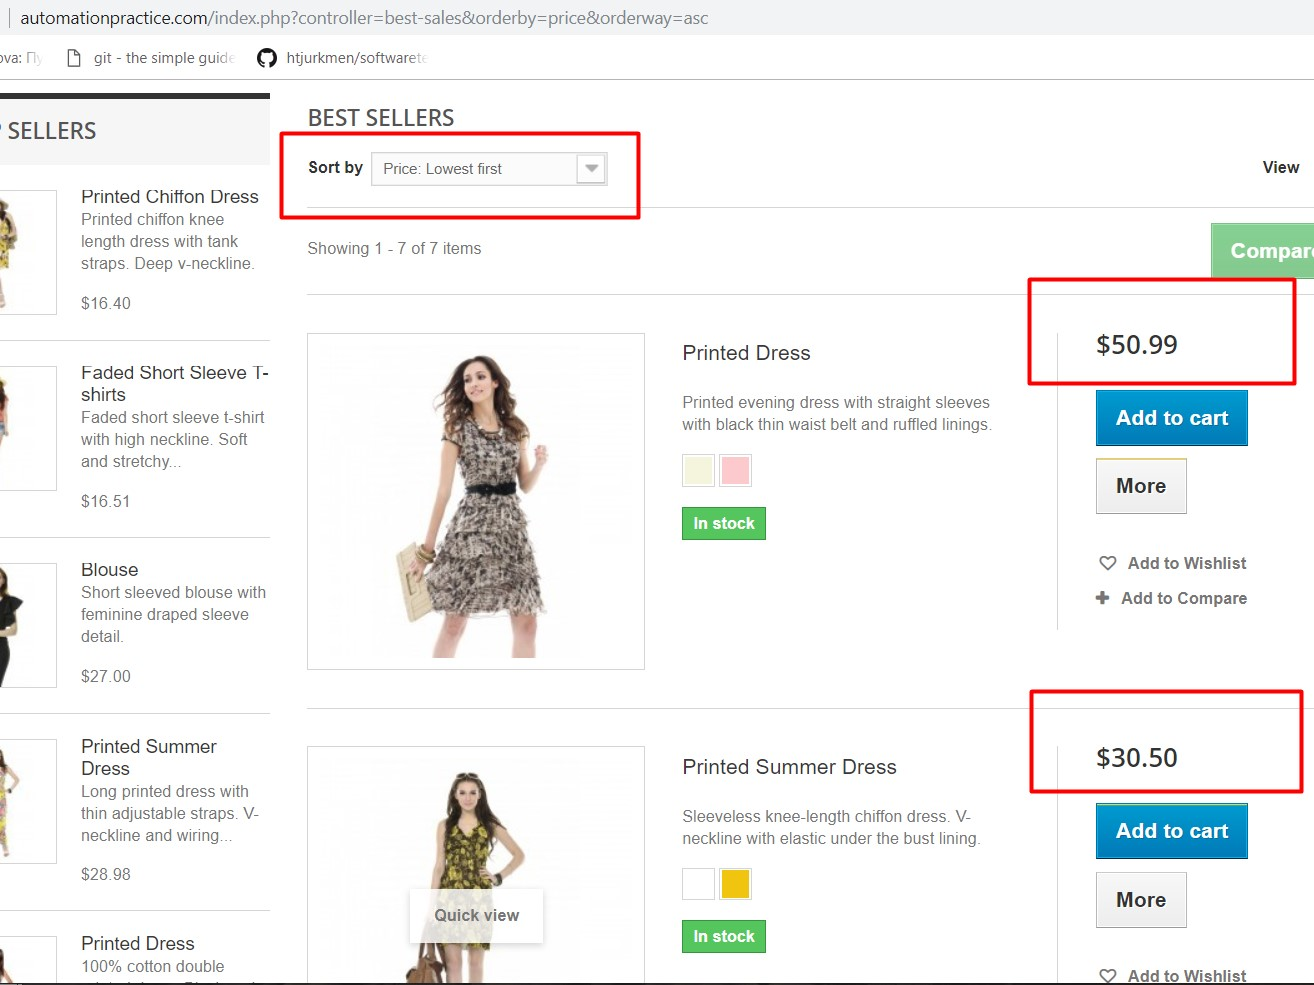 automationpractice.com/index.php?controller=best-sales&orderby=price&orderway=asc
git - the simple guide
htjurkmen/softwarete
SELLERS
Printed Chiffon Dress
Printed chiffon knee
length dress with tank
straps. Deep v-neckline.
$16.40
Faded Short Sleeve T-
shirts
Faded short sleeve t-shirt
with high neckline. Soft
and stretchy...
$16.51
Blouse
Short sleeved blouse with
feminine draped sleeve
detail.
$27.00
Printed Summer
Dress
Long printed dress with
thin adjustable straps. V-
neckline and wiring...
$28.98
Printed Dress
100% cotton double
BEST SELLERS
Sort by Price: Lowest first
View
Showing 1 - 7 of 7 items
Compare
Printed Dress
Printed evening dress with straight sleeves
with black thin waist belt and ruffled linings.
In stock
$50.99
Add to cart
More
Add to Wishlist
Add to Compare
Quick view
Printed Summer Dress
Sleeveless knee-length chiffon dress. V-
neckline with elastic under the bust lining.
In stock
$30.50
Add to cart
More
Add to Wishlist